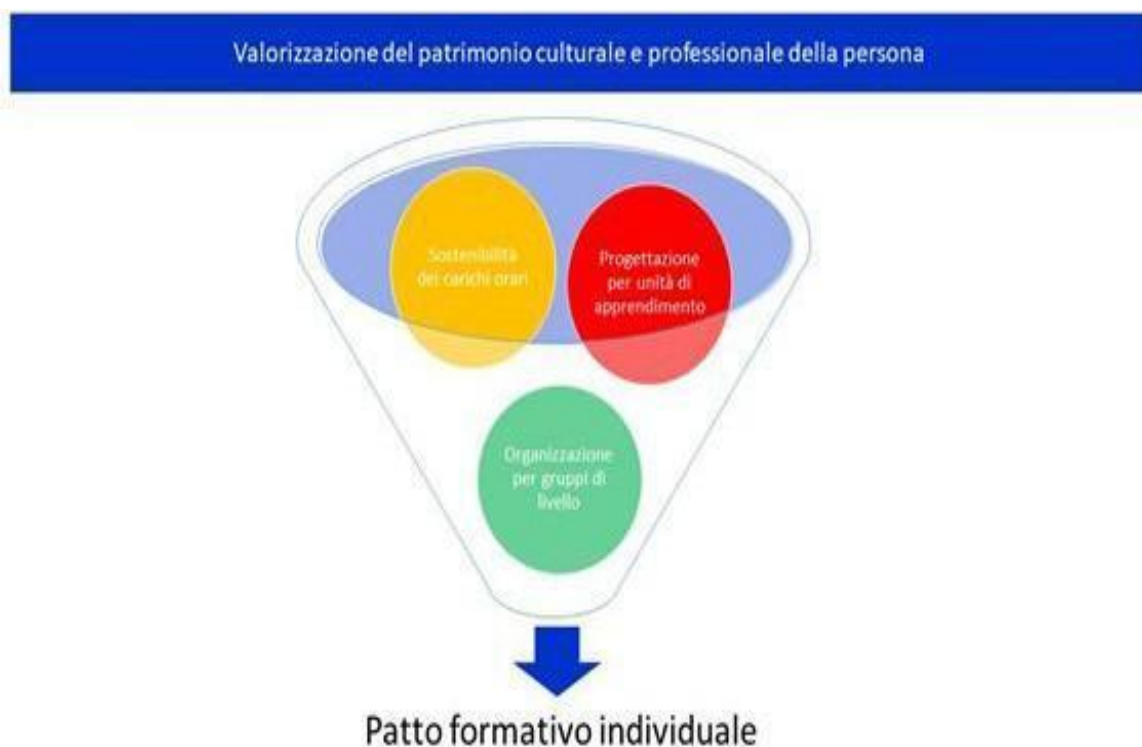 Valorizzazione del patrimonio culturale e professionale della persona
Sostenibilità
dei carichi orari
Progettazione
per unità di
apprendimento
Organizzazione
per gruppi di
livello
Patto formativo individuale